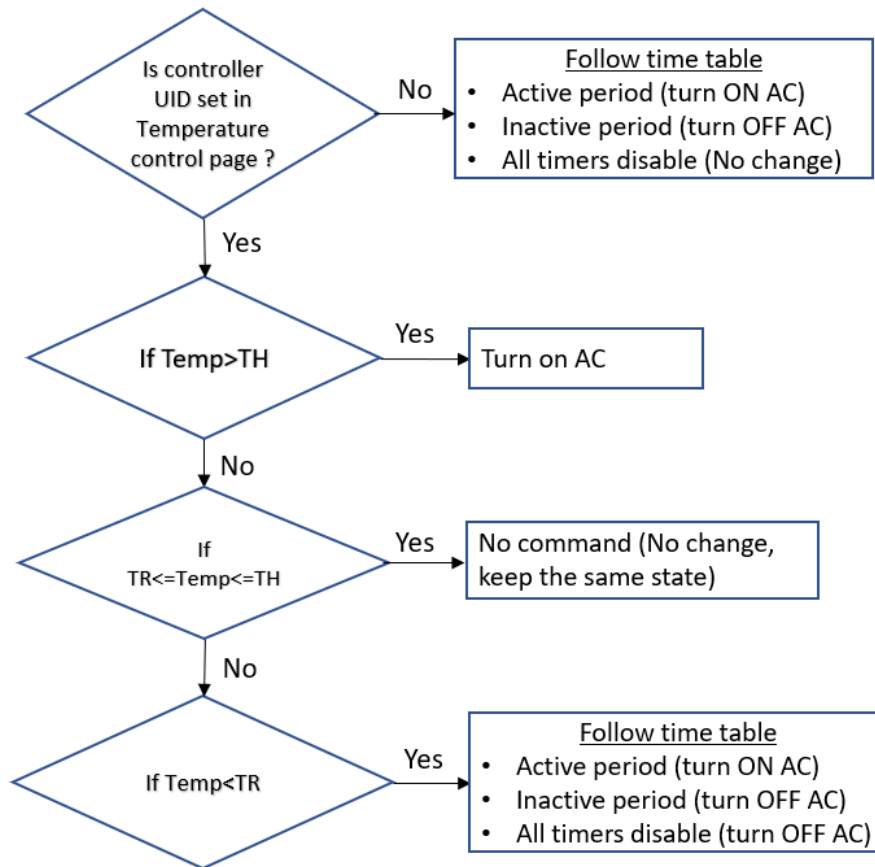 Is controller
UID set in
Temperature
control page ?
No
Follow time table
• Active period (turn ON AC)
• Inactive period (turn OFF AC)
• All timers disable (No change)
Yes
If Temp>TH
Yes
Turn on AC
No
If
TR<=Temp<=TH
Yes
No command (No change,
keep the same state)
No
If Temp<TR
Yes
Follow time table
• Active period (turn ON AC)
• Inactive period (turn OFF AC)
• All timers disable (turn OFF AC)